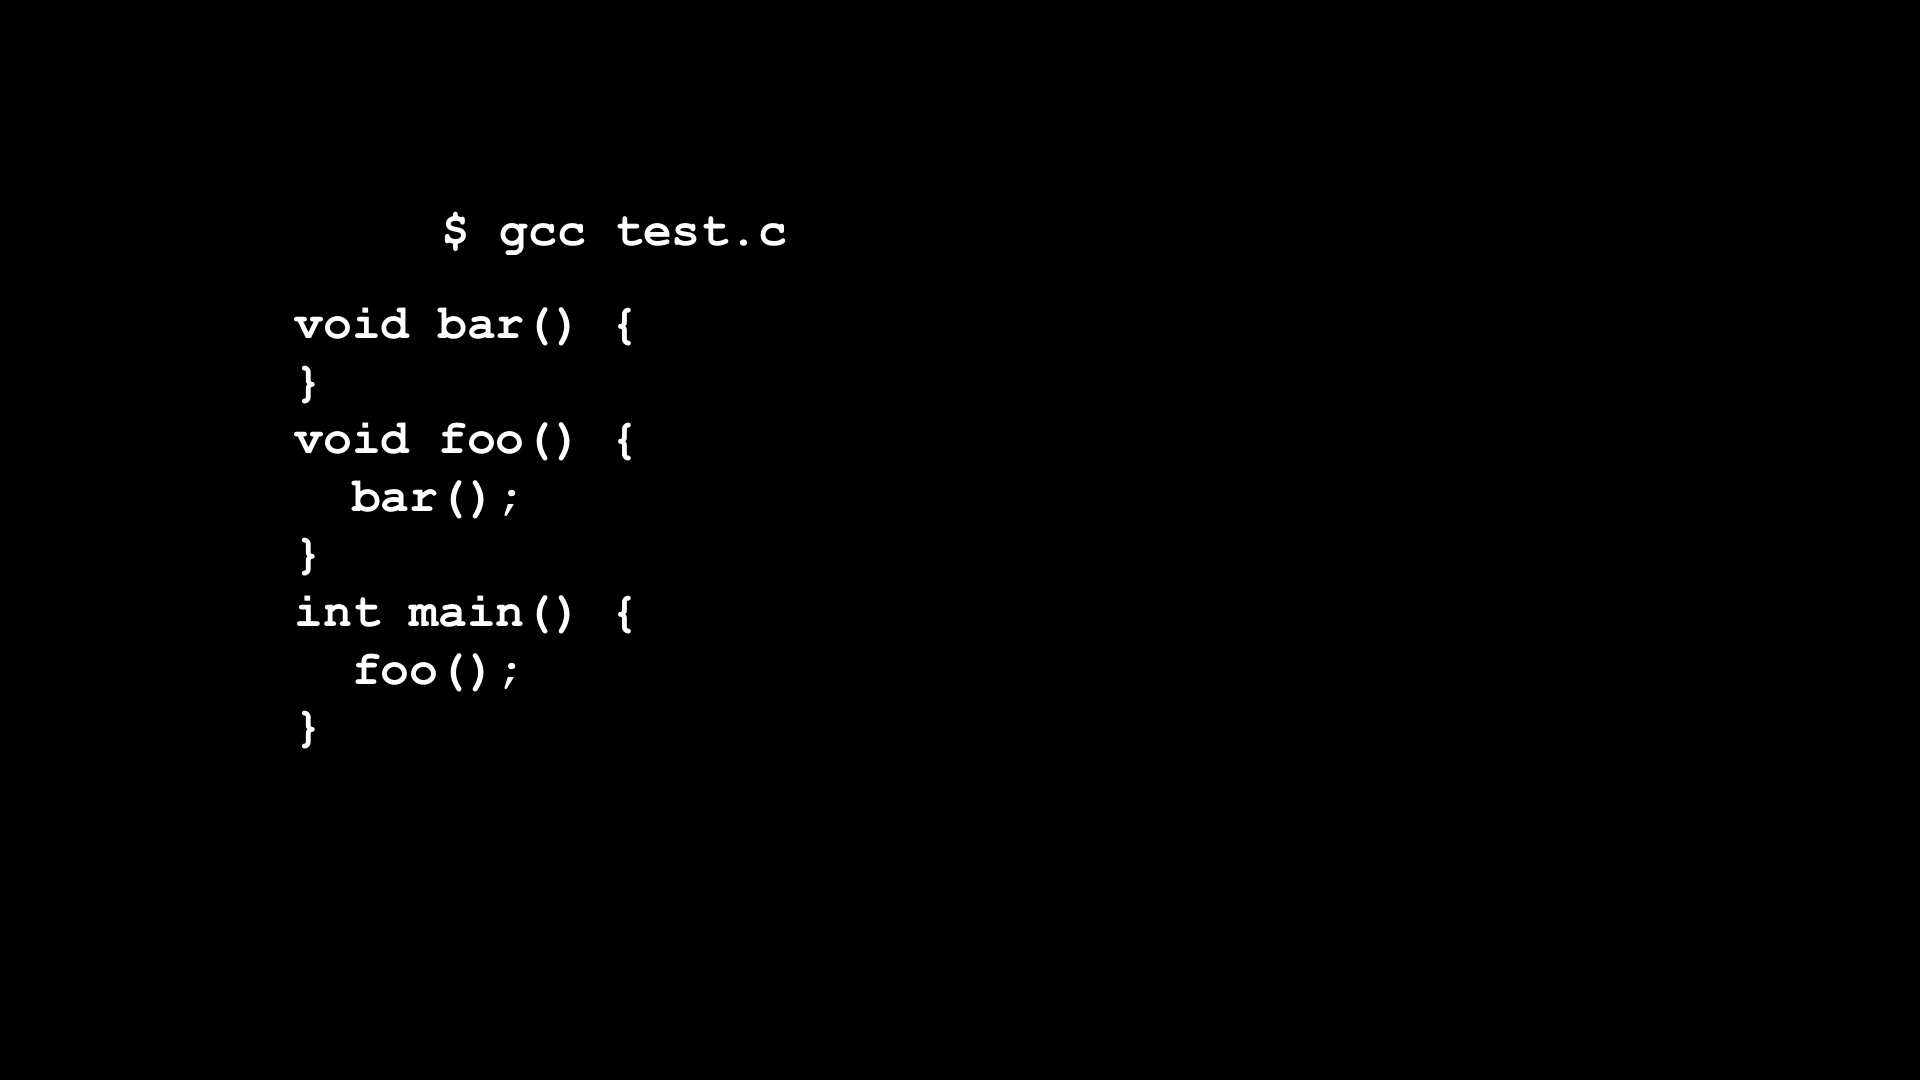 $ gcc test.c
void bar() {
}
void foo() {
  bar();
}
int main() {
  foo();
}